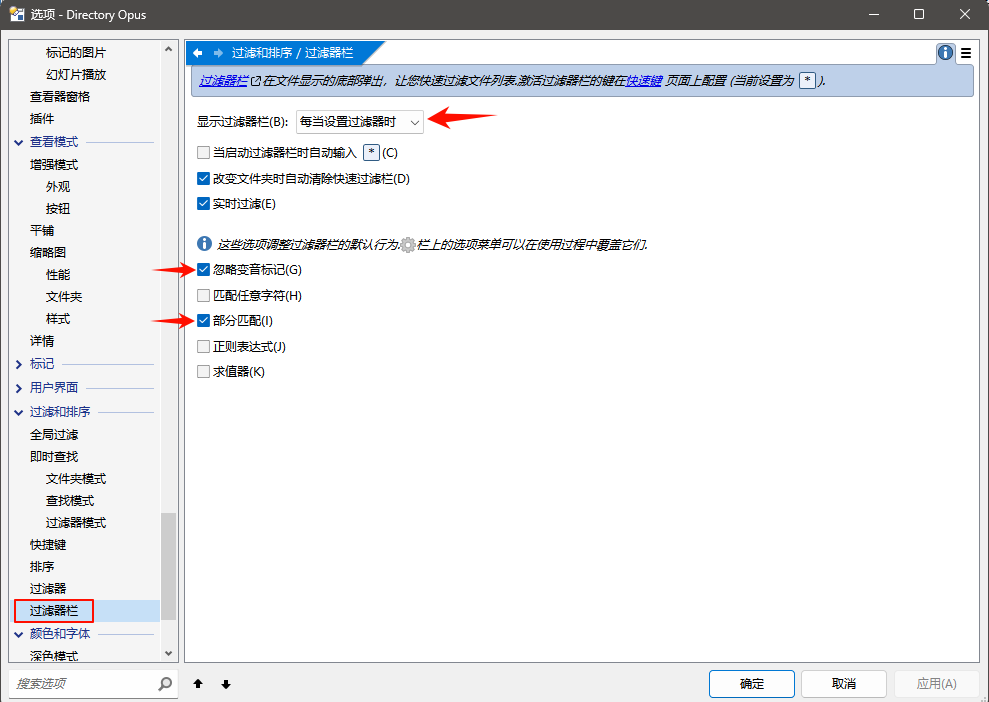 选项 - Directory Opus
标记的图片
幻灯片播放
查看器窗格
插件
查看模式
增强模式
外观
按钮
平铺
缩略图
性能
文件夹
样式
详情
标记
用户界面
过滤和排序
全局过滤
即时查找
文件夹模式
查找模式
过滤器模式
快捷键
排序
过滤器
过滤器栏
颜色和字体
深色模式
搜索选项
过滤和排序 / 过滤器栏
过滤器栏在文件显示的底部弹出，让您快速过滤文件列表.激活过滤器栏的键在快速键 页面上配置 (当前设置为 * ).
显示过滤器栏(B): 每当设置过滤器时
当启动过滤器栏时自动输入 * (C)
改变文件夹时自动清除快速过滤栏(D)
实时过滤(E)
这些选项调整过滤器栏的默认行为.栏上的选项菜单可以在使用过程中覆盖它们.
忽略变音标记(G)
匹配任意字符(H)
部分匹配(I)
正则表达式(J)
求值器(K)
确定 取消 应用(A)